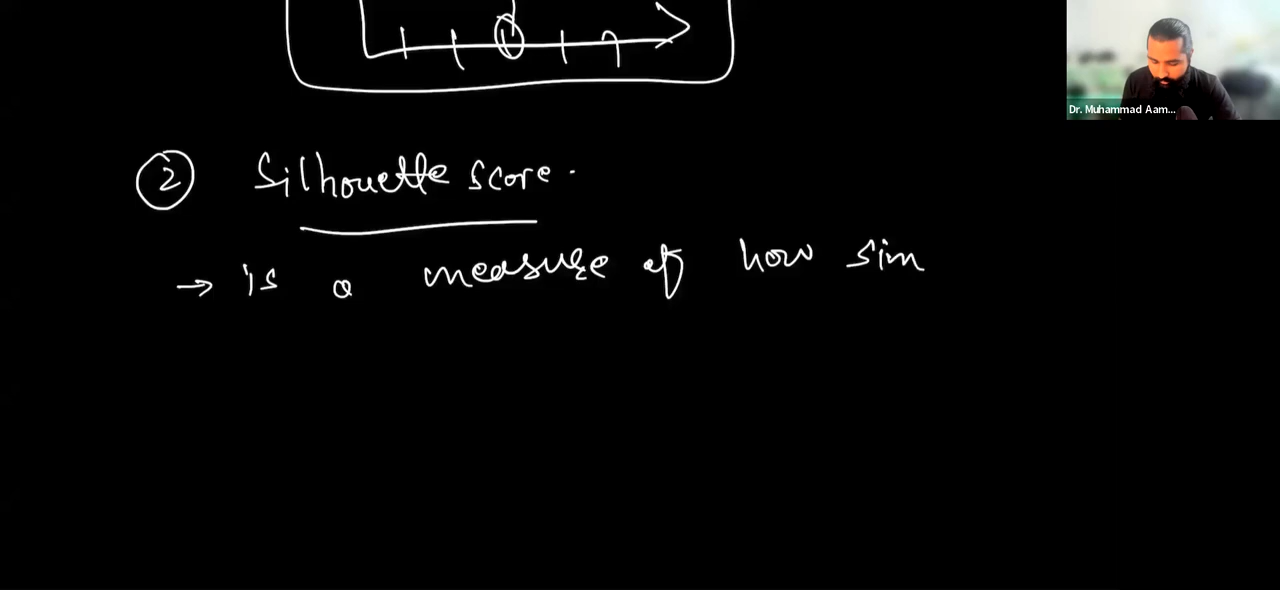 Dr. Muhammad Aam...
② Silhouette score.
→ is a measure of how sim